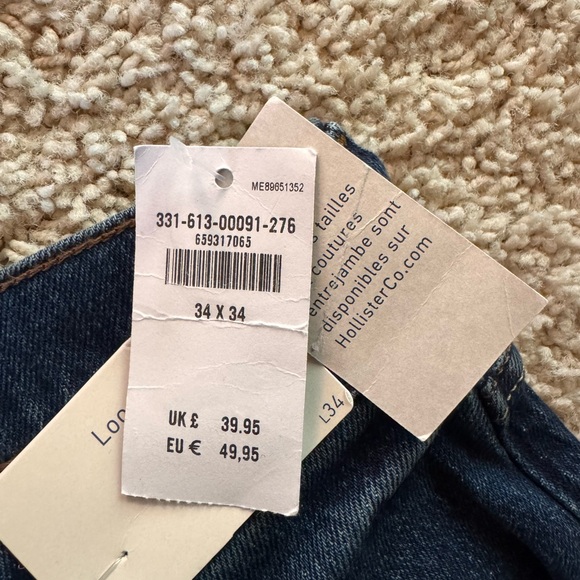 ME89651352
331-613-00091-276
659317065
34 X 34
UK £ 39.95
EU € 49,95
tailles
coutures
entrejambe sont
disponibles sur
HollisterCo.com
L34